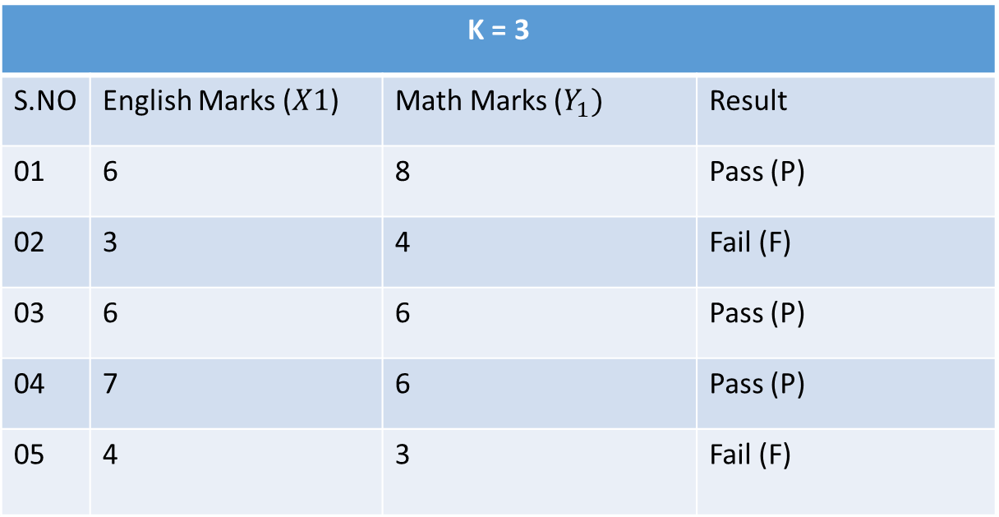 K = 3
S.NO English Marks (X1) Math Marks (Y₁) Result
01 6 8 Pass (P)
02 3 4 Fail (F)
03 6 6 Pass (P)
04 7 6 Pass (P)
05 4 3 Fail (F)